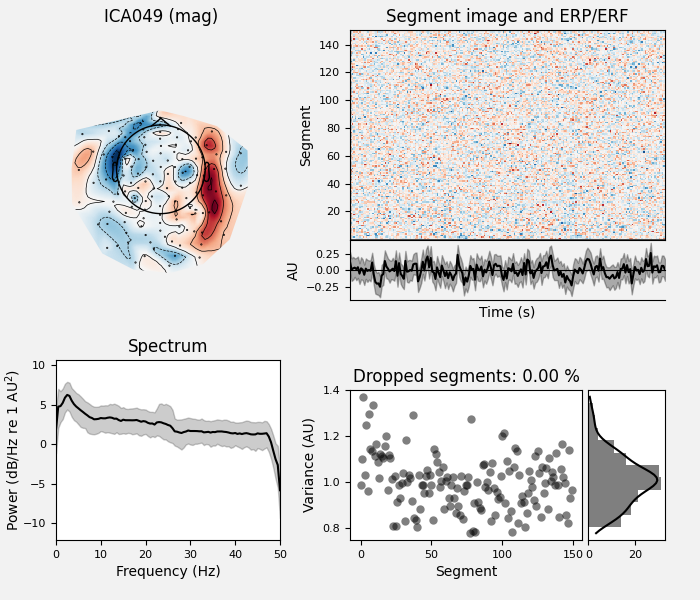 ICA049 (mag)
Segment image and ERP/ERF
Segment
140
120
100
80
60
40
20
AU
0.25
0.00
−0.25
Time (s)
Spectrum
Power (dB/Hz re 1 AU²)
10
5
0
−5
−10
0 10 20 30 40 50
Frequency (Hz)
Dropped segments: 0.00 %
Variance (AU)
1.4
1.2
1.0
0.8
0 50 100 150
Segment
0 20